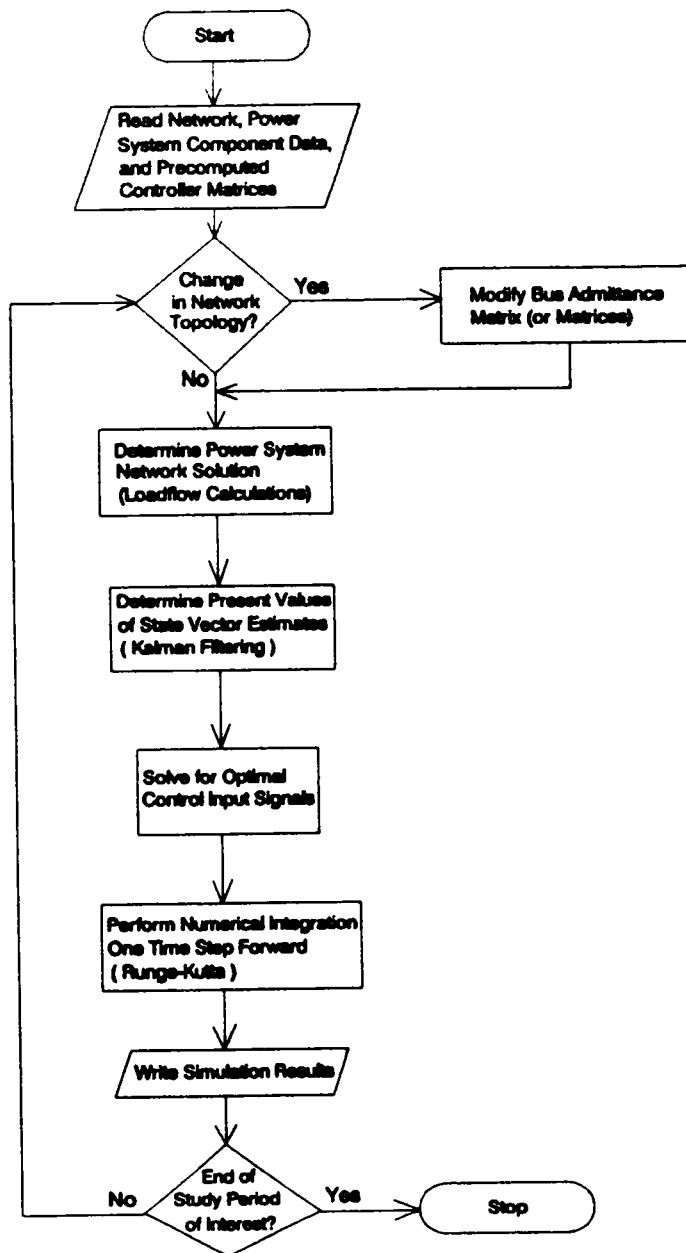 Start
Read Network, Power
System Component Data,
and Precomputed
Controller Matrices
Change
in Network
Topology?
Yes
Modify Bus Admittance
Matrix (or Matrices)
No
Determine Power System
Network Solution
(Loadflow Calculations)
Determine Present Values
of State Vector Estimates
( Kalman Filtering )
Solve for Optimal
Control Input Signals
Perform Numerical Integration
One Time Step Forward
( Runge-Kutta )
Write Simulation Results
End of
Study Period
of Interest?
No
Yes
Stop